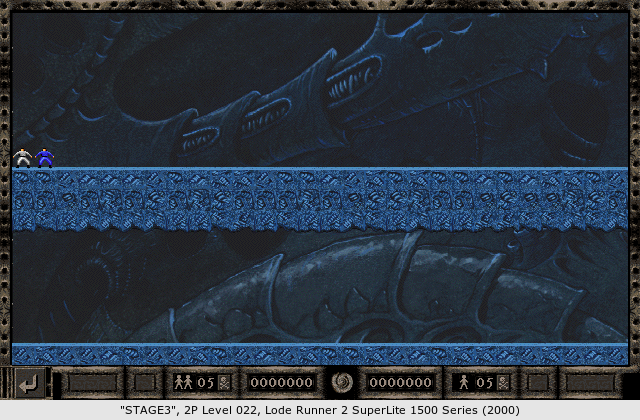 05 0000000 0000000 05
"STAGE3", 2P Level 022, Lode Runner 2 SuperLite 1500 Series (2000)